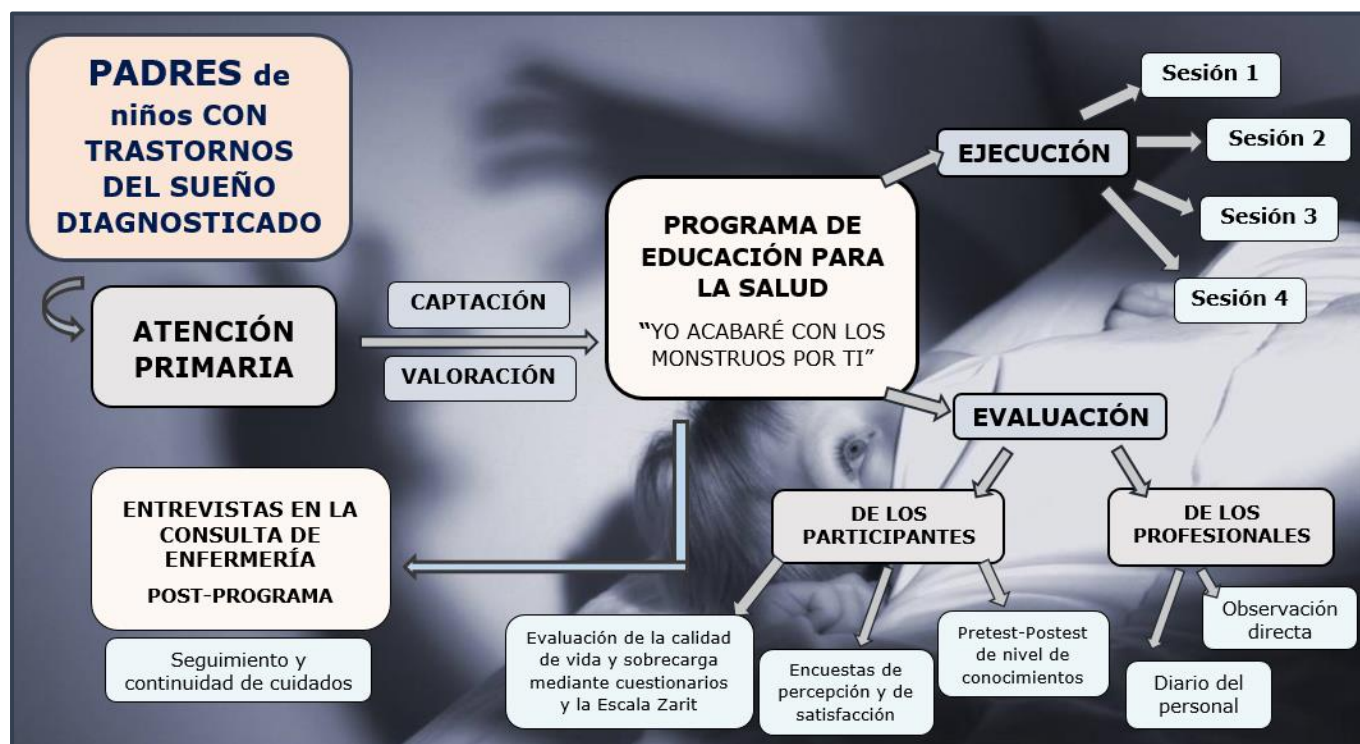 PADRES de
niños CON
TRASTORNOS
DEL SUEÑO
DIAGNOSTICADO
ATENCIÓN
PRIMARIA
CAPTACIÓN
VALORACIÓN
PROGRAMA DE
EDUCACIÓN PARA
LA SALUD
"YO ACABARÉ CON LOS
MONSTRUOS POR TI”
EJECUCIÓN
Sesión 1
Sesión 2
Sesión 3
Sesión 4
EVALUACIÓN
DE LOS
PARTICIPANTES
Evaluación de la calidad
de vida y sobrecarga
mediante cuestionarios
y la Escala Zarit
Encuestas de
percepción y de
satisfacción
Pretest-Postest
de nivel de
conocimientos
DE LOS
PROFESIONALES
Diario del
personal
Observación
directa
ENTREVISTAS EN LA
CONSULTA DE
ENFERMERÍA
POST-PROGRAMA
Seguimiento y
continuidad de cuidados